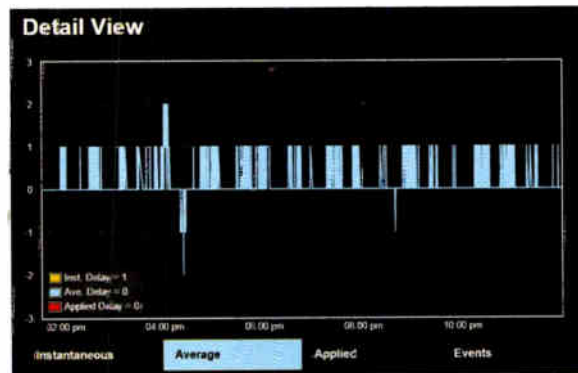 Detail View
3
2
1
0
-1
-2
-3
Inst. Delay = 1
Ave. Delay = 0
Applied Delay = 0
02:00 pm 04:00 pm 06:00 pm 08:00 pm 10:00 pm
Instantaneous Average Applied Events